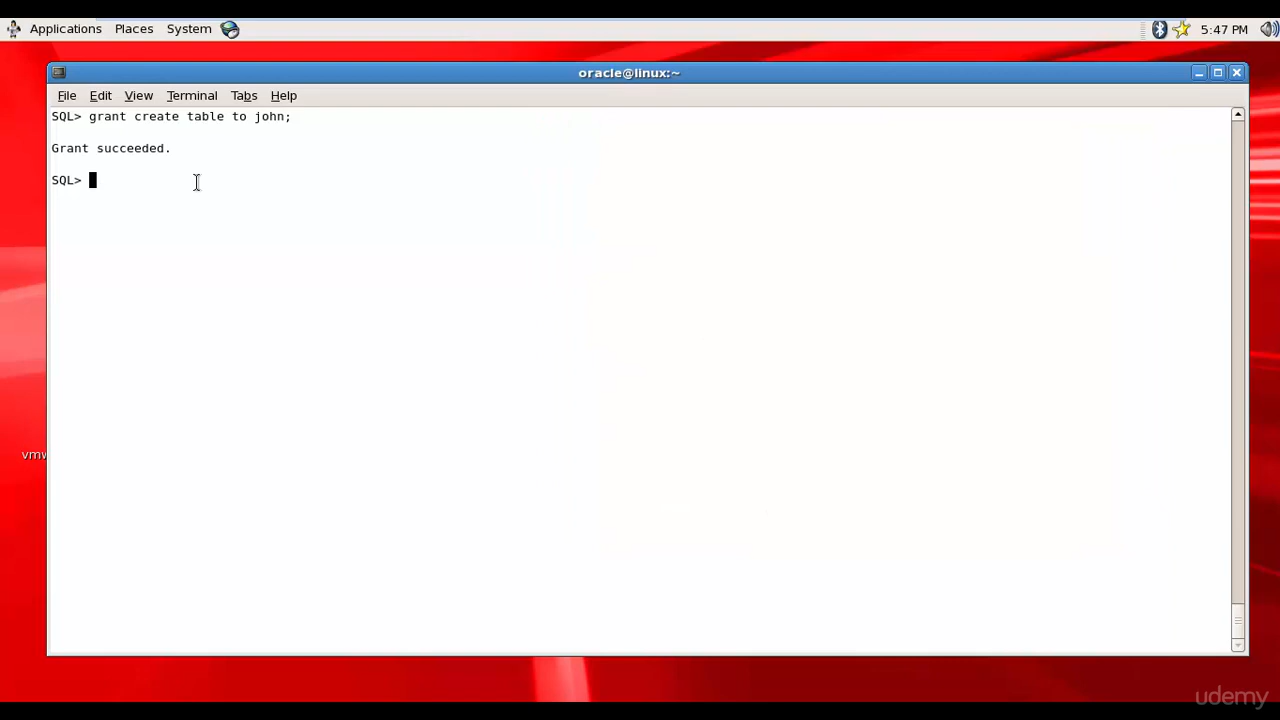 Applications Places System 5:47 PM
oracle@linux:~
File Edit View Terminal Tabs Help
SQL> grant create table to john;
Grant succeeded.
SQL>
vmw
udemy